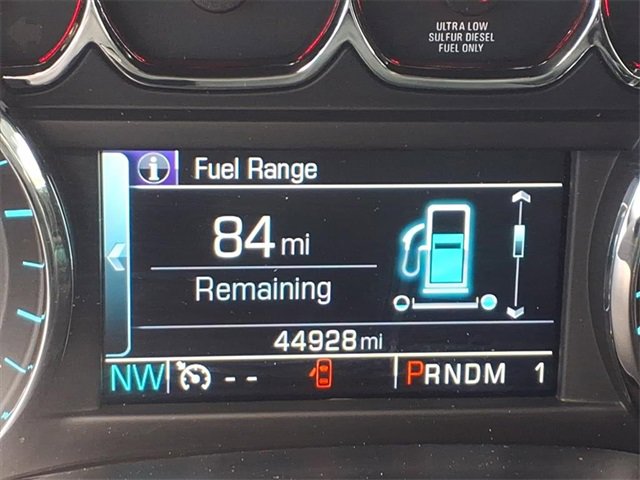 ULTRA LOW
SULFUR DIESEL
FUEL ONLY
i Fuel Range
84 mi
Remaining
44928 mi
NW -- PRNDM 1